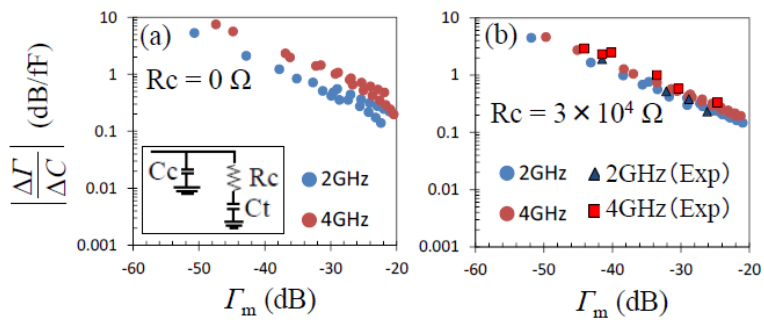 |ΔΓ/ΔC| (dB/fF)
(a)
Rc = 0 Ω
10
1
0.1
0.01
0.001
Cc
Rc
Ct
2GHz
4GHz
-60 -50 -40 -30 -20
Γm (dB)
(b)
Rc = 3×10⁴ Ω
10
1
0.1
0.01
0.001
2GHz 2GHz(Exp)
4GHz 4GHz(Exp)
-60 -50 -40 -30 -20
Γm (dB)